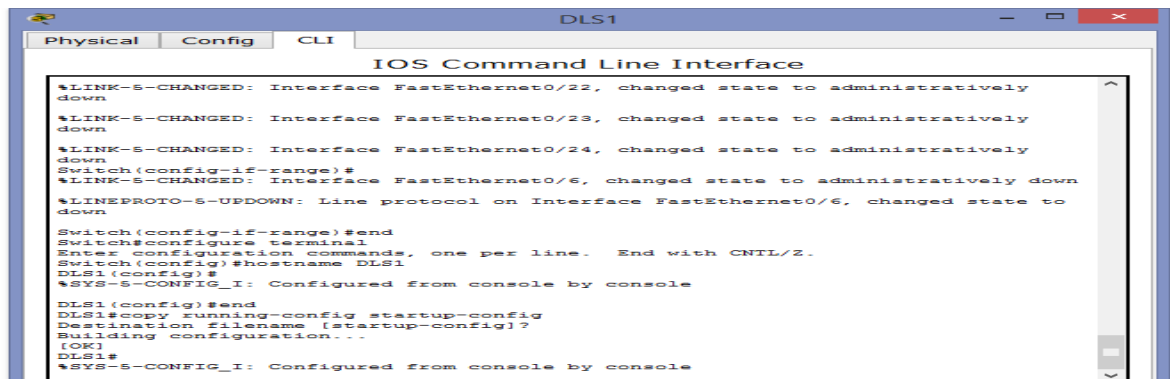 DLS1
Physical Config CLI
IOS Command Line Interface
%LINK-5-CHANGED: Interface FastEthernet0/22, changed state to administratively
down
%LINK-5-CHANGED: Interface FastEthernet0/23, changed state to administratively
down
%LINK-5-CHANGED: Interface FastEthernet0/24, changed state to administratively
down
Switch(config-if-range)#
%LINK-5-CHANGED: Interface FastEthernet0/6, changed state to administratively down
%LINEPROTO-5-UPDOWN: Line protocol on Interface FastEthernet0/6, changed state to
down
Switch(config-if-range)#end
Switch#configure terminal
Enter configuration commands, one per line. End with CNTL/Z.
Switch(config)#hostname DLS1
DLS1(config)#
%SYS-5-CONFIG_I: Configured from console by console
DLS1(config)#end
DLS1#copy running-config startup-config
Destination filename [startup-config]?
Building configuration...
[OK]
DLS1#
%SYS-5-CONFIG_I: Configured from console by console